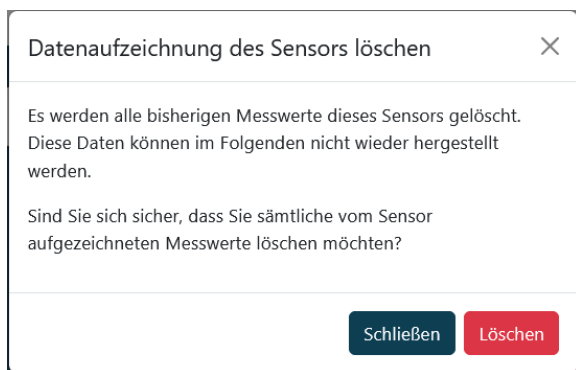 Datenaufzeichnung des Sensors löschen
Es werden alle bisherigen Messwerte dieses Sensors gelöscht.
Diese Daten können im Folgenden nicht wieder hergestellt
werden.
Sind Sie sich sicher, dass Sie sämtliche vom Sensor
aufgezeichneten Messwerte löschen möchten?
Schließen
Löschen